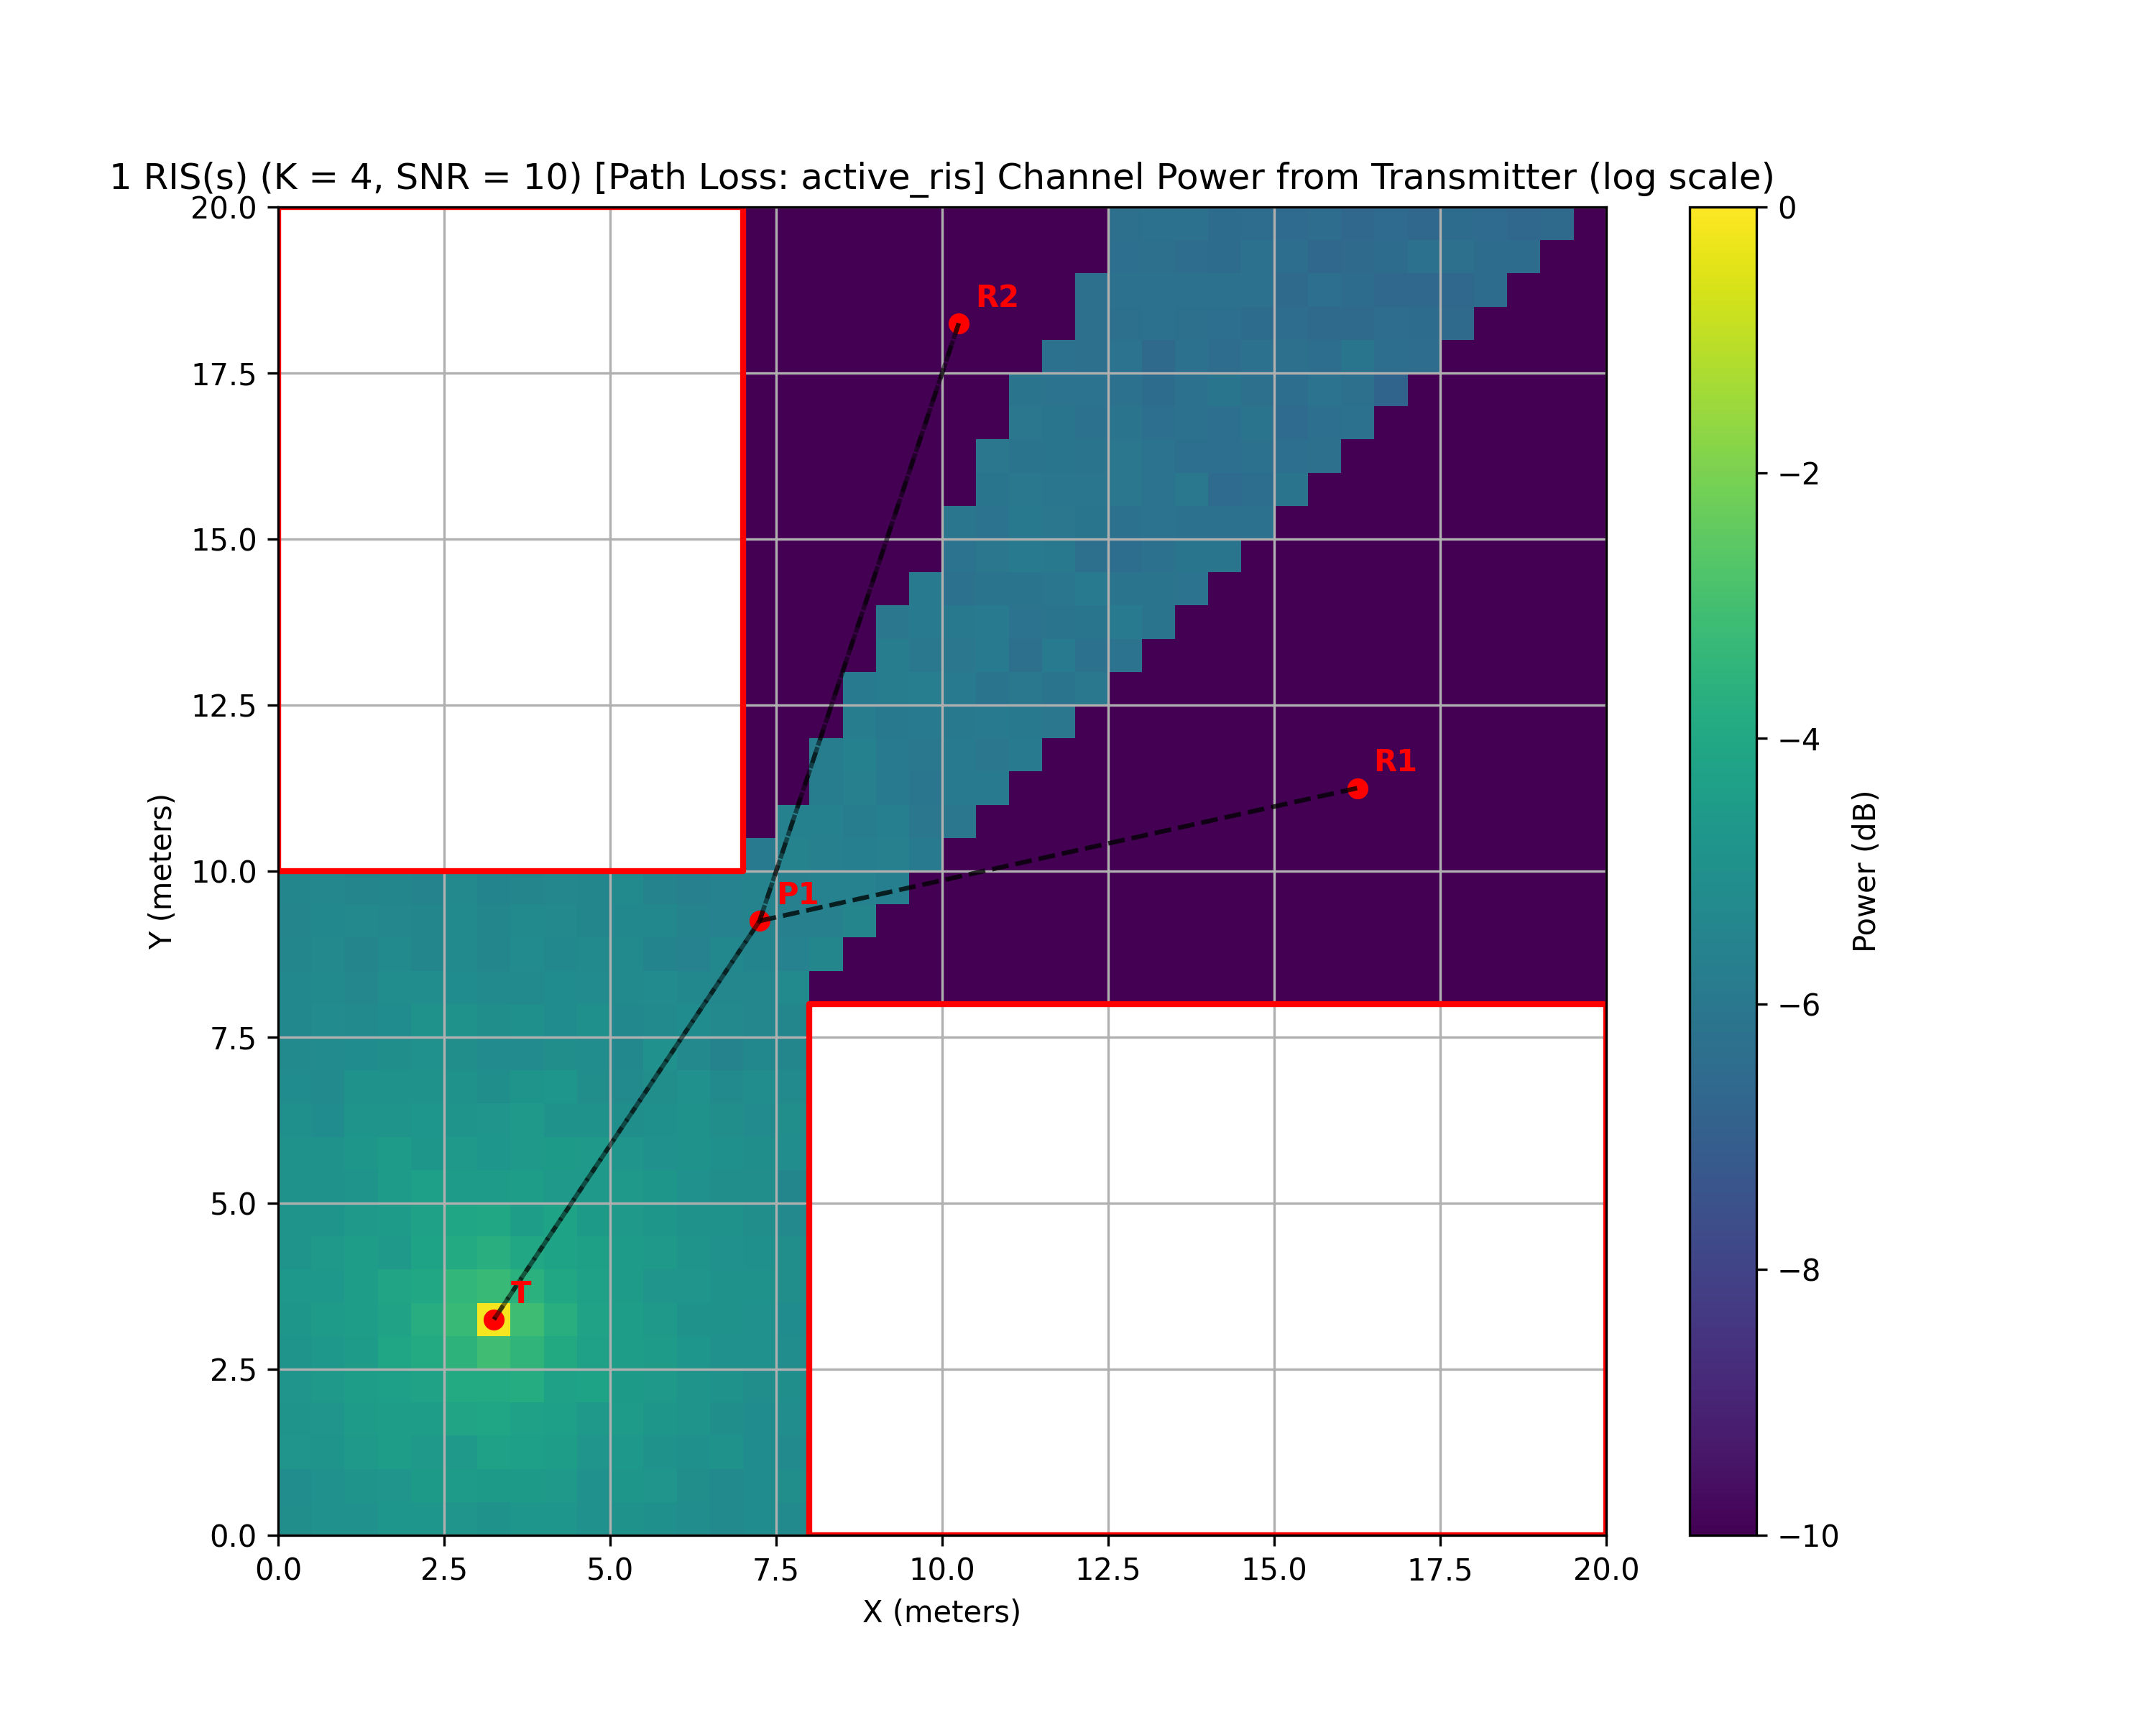 1 RIS(s) (K = 4, SNR = 10) [Path Loss: active_ris] Channel Power from Transmitter (log scale)
20.0
17.5
15.0
12.5
10.0
7.5
5.0
2.5
0.0
Y (meters)
R2
R1
P1
T
0.0 2.5 5.0 7.5 10.0 12.5 15.0 17.5 20.0
X (meters)
0
−2
−4
−6
−8
−10
Power (dB)